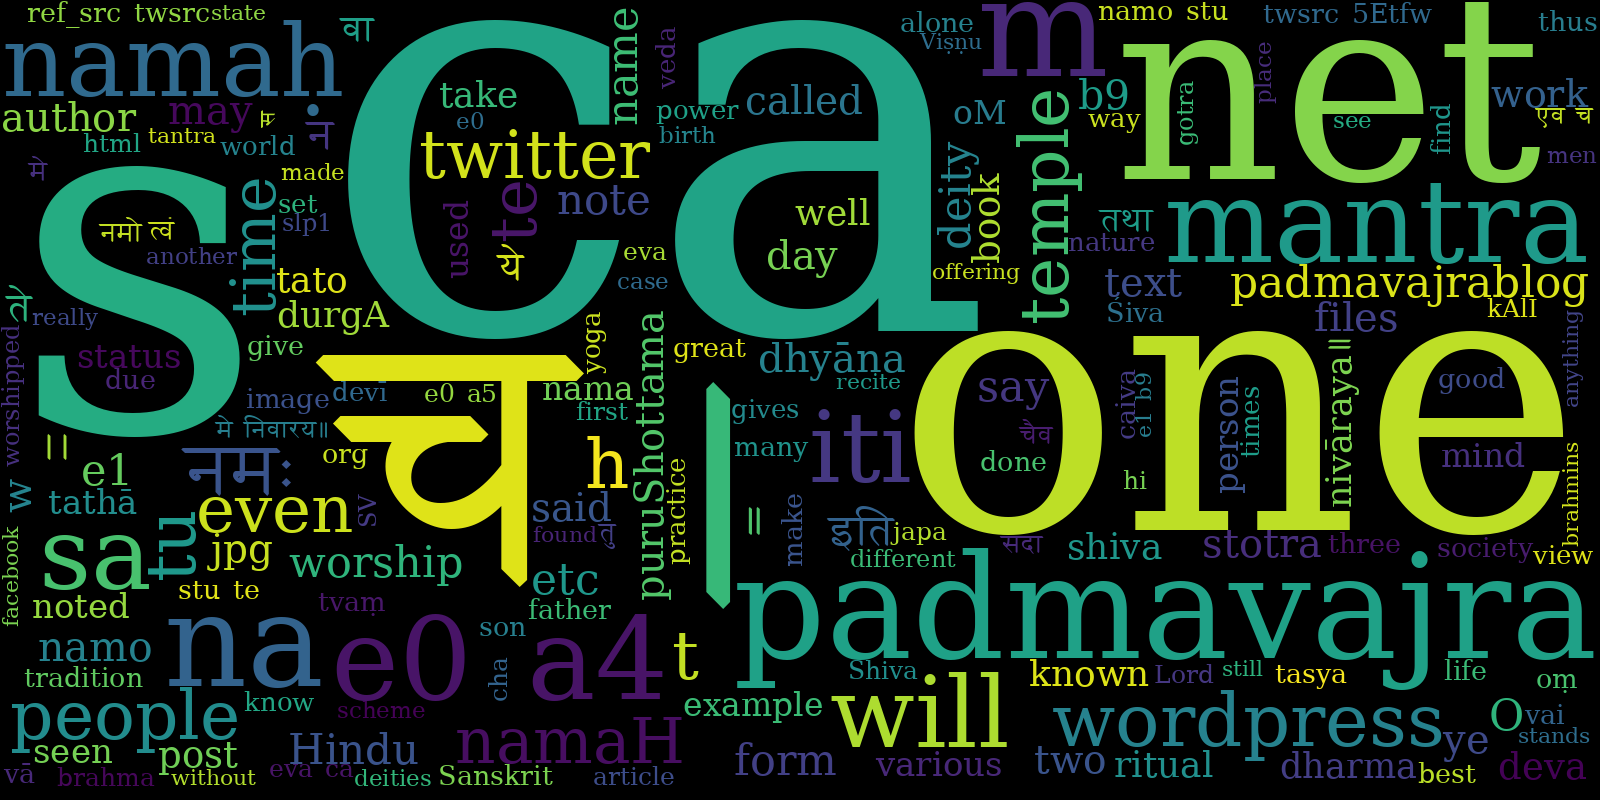 ref_src twsrc state
वा
ca
name
alone
m
namo stu
twsrc 5Etfw
thus
namah
veda
Viṣṇu
net
place
take
called
b9
work
author
may
न
e0
power
oM
way
gotra
see
find
एवं च
html
tantra
world
twitter
birth
temple
men
made
s
time
set
te
note
well
deity
book
तथा
mantra
slp1
used
नमो त्वं
another
ये
eva
day
nature
tato
case
offering
text
padmavajrablog
ते
really
durgA
Śiva
files
kAlI
worshipped
status
give
yoga
puruShottama
great
dhyāna
one
nivāraya॥
anything
due
च
।
recite
say
caiva
e1 b9
person
times
good
image
devī
e0 a5
nama
first
gives
iti
चैव
मे निवारय॥
many
mind
।।
नमः
org
h
done
hi
e1
w
tathā
even
sv
said
practice
॥
make
इति
japa
brahmins
facebook
sa
tu
jpg
worship
found
तु
different
सदा
shiva
stotra
three
society
view
etc
stu te
noted
tvaṃ
father
padmavajra
namo
na
e0 a4
son
t
tradition
cha
Shiva
known
Lord
still
tasya
life
oṃ
people
know
scheme
example
will
wordpress
O
vai
stands
seen
post
Hindu
namaH
form
various
two
ritual
dharma
ye
best
deva
vā
brahma
without
eva ca
deities
Sanskrit
article